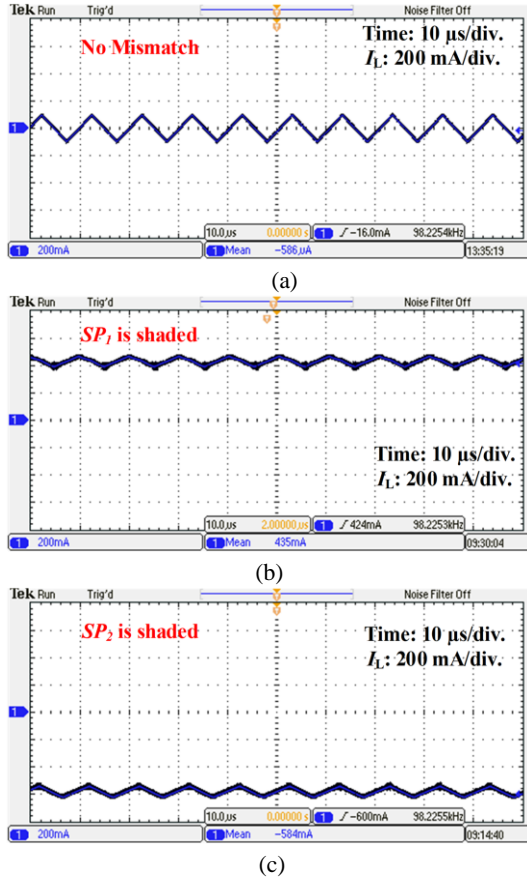 Tek Run Trig'd Noise Filter Off
No Mismatch
Time: 10 µs/div.
IL: 200 mA/div.
1
10.0µs 0.00000 s 1 ∫ −16.0mA 98.2254kHz
1 200mA 1 Mean −586µA 13:35:19
(a)
Tek Run Trig'd Noise Filter Off
SP1 is shaded
1
Time: 10 µs/div.
IL: 200 mA/div.
10.0µs 2.00000µs 1 ∫ 424mA 98.2253kHz
1 200mA 1 Mean 435mA 09:30:04
(b)
Tek Run Trig'd Noise Filter Off
SP2 is shaded
Time: 10 µs/div.
IL: 200 mA/div.
1
10.0µs 0.00000 s 1 ∫ −600mA 98.2255kHz
1 200mA 1 Mean −584mA 09:14:40
(c)